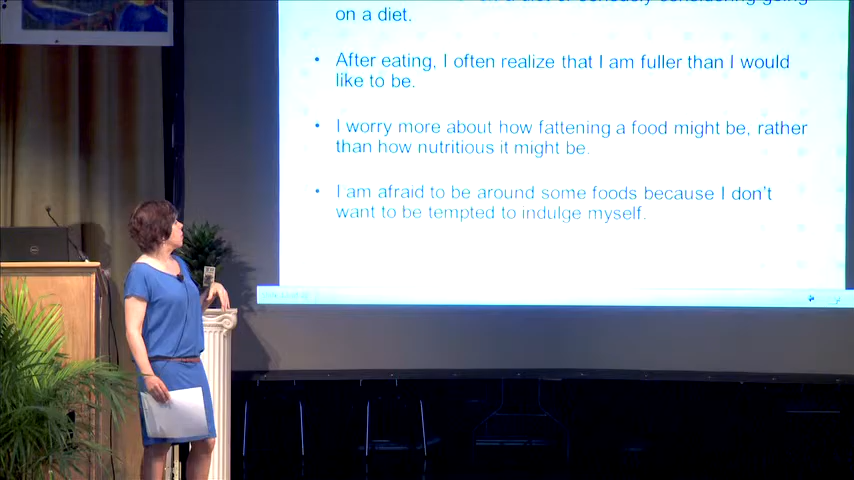 on a diet.
• After eating, I often realize that I am fuller than I would
like to be.
• I worry more about how fattening a food might be, rather
than how nutritious it might be.
• I am afraid to be around some foods because I don't
want to be tempted to indulge myself.